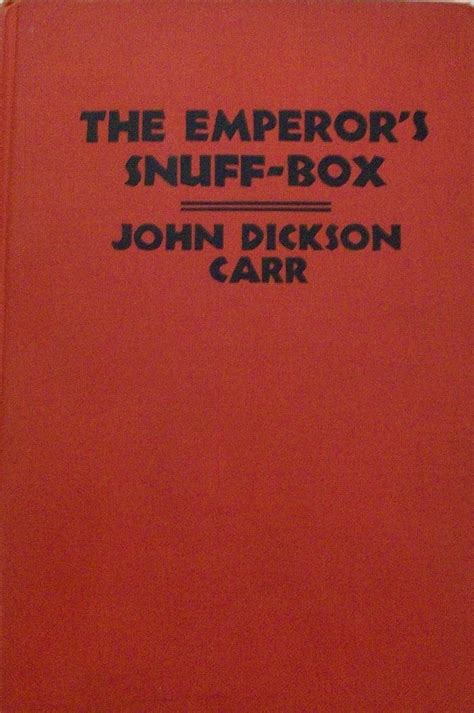 THE EMPEROR'S
SNUFF-BOX
JOHN DICKSON
CARR